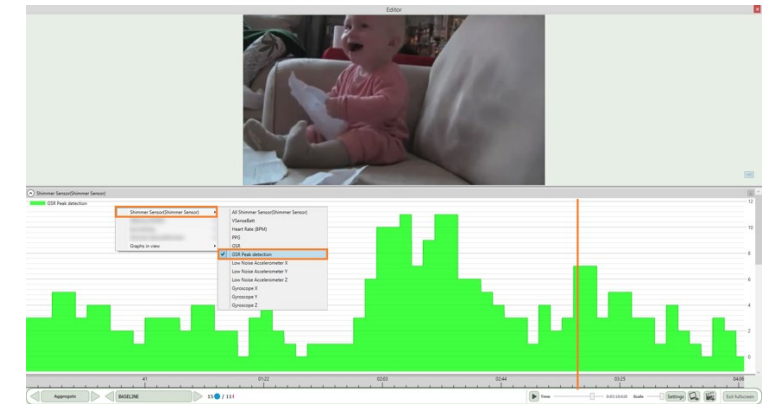 Editor
Shimmer Sensor(Shimmer Sensor)
GSR Peak detection
12
10
8
6
4
2
0
Shimmer Sensor(Shimmer Sensor)
Graphs in view
All Shimmer Sensor(Shimmer Sensor)
VSenseBatt
Heart Rate (BPM)
PPG
GSR
GSR Peak detection
Low Noise Accelerometer X
Low Noise Accelerometer Y
Low Noise Accelerometer Z
Gyroscope X
Gyroscope Y
Gyroscope Z
41 01:22 02:03 02:44 03:25 04:06
Aggregate BASELINE / 113 Scale Settings Exit Fullscreen